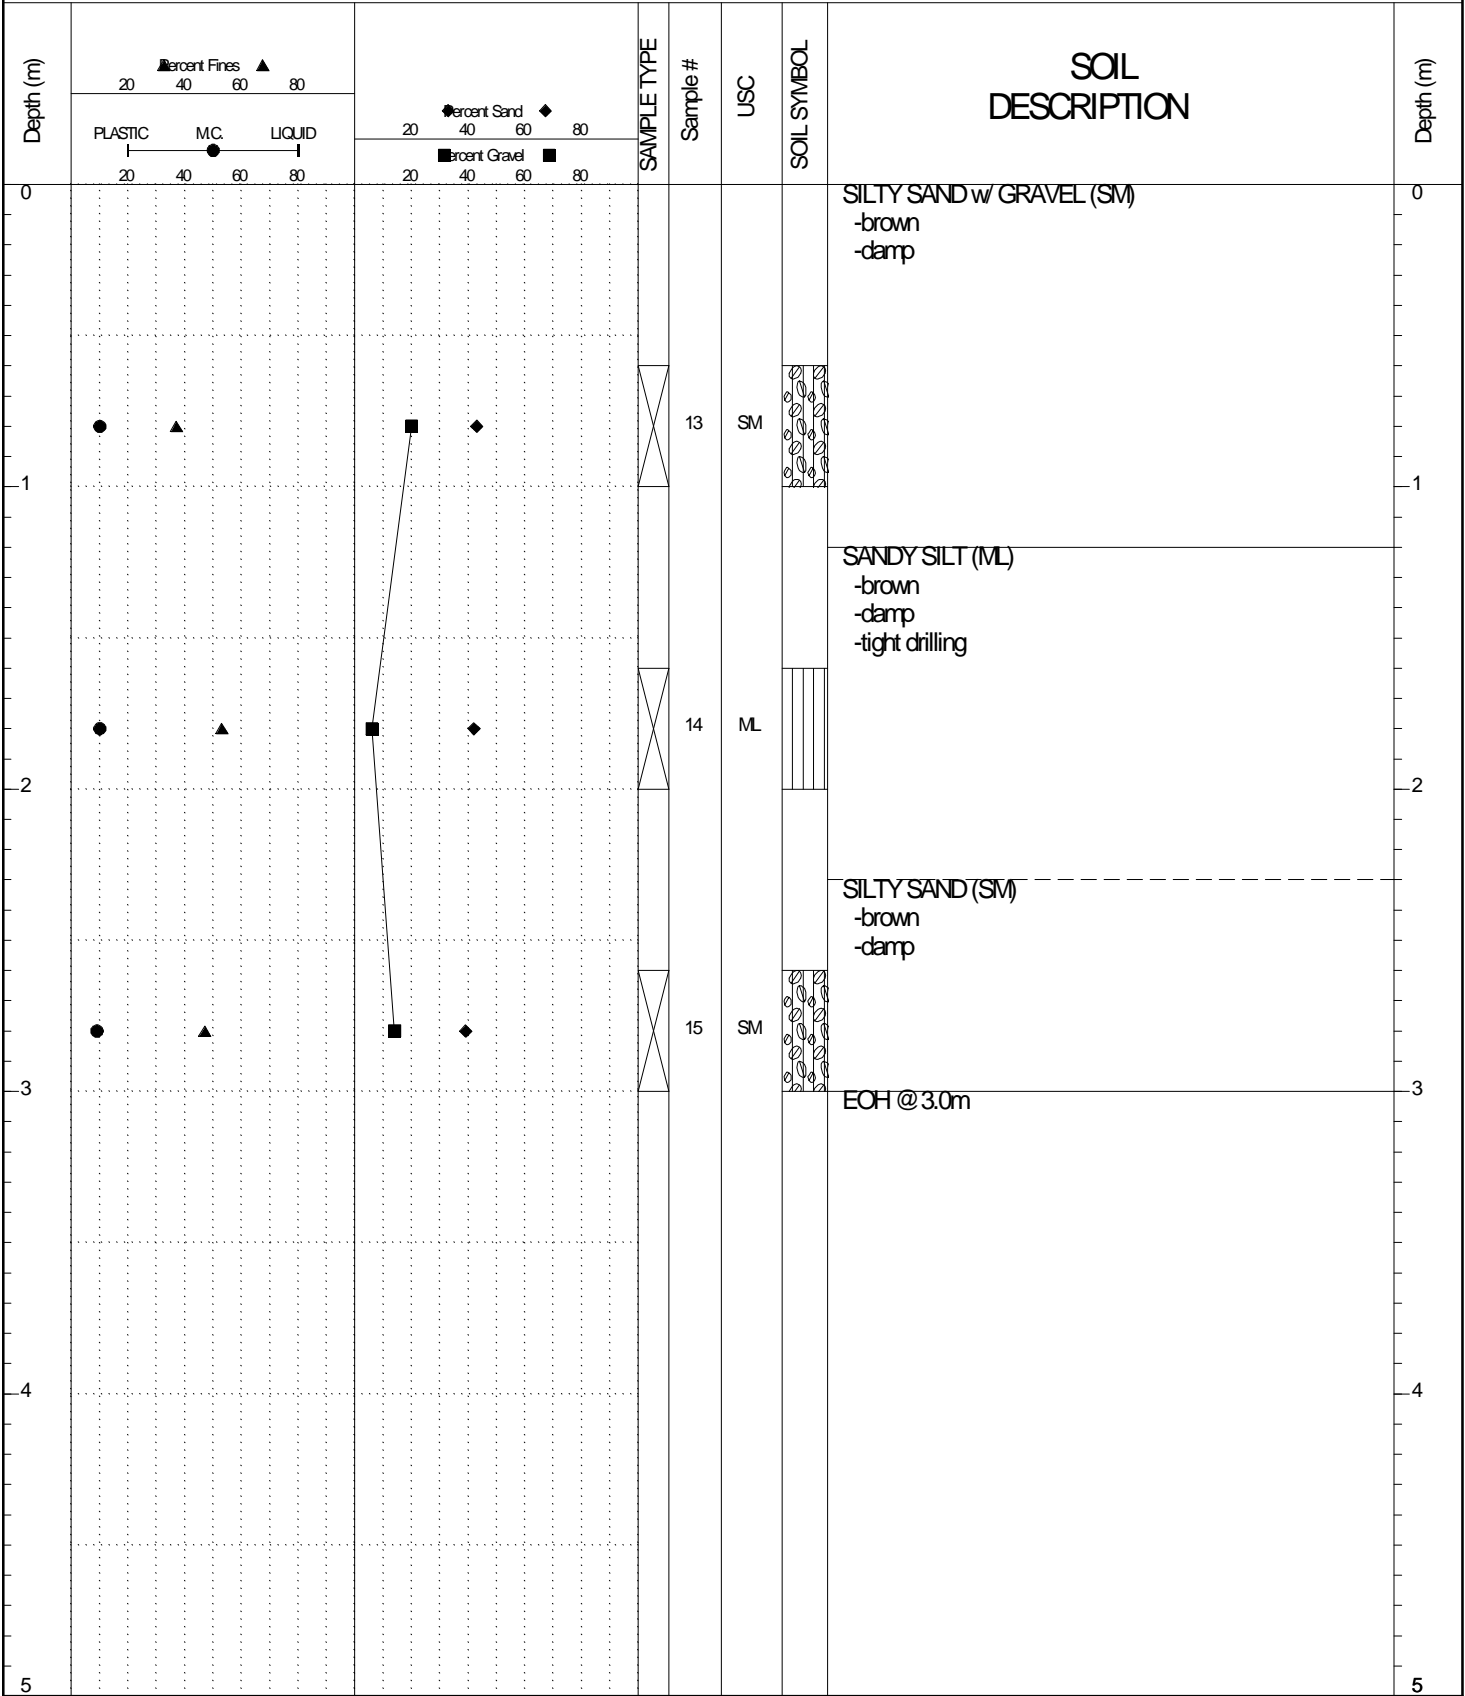 Depth (m)
Percent Fines
20 40 60 80
PLASTIC M.C. LIQUID
20 40 60 80
Percent Sand
20 40 60 80
Percent Gravel
20 40 60 80
SAMPLE TYPE
Sample #
USC
SOIL SYMBOL
SOIL
DESCRIPTION
Depth (m)
0 SILTY SAND w/ GRAVEL (SM) 0
-brown
-damp
13 SM
1 1
SANDY SILT (ML)
-brown
-damp
-tight drilling
14 ML
2 2
SILTY SAND (SM)
-brown
-damp
15 SM
3 3
EOH @ 3.0m
4 4
5 5